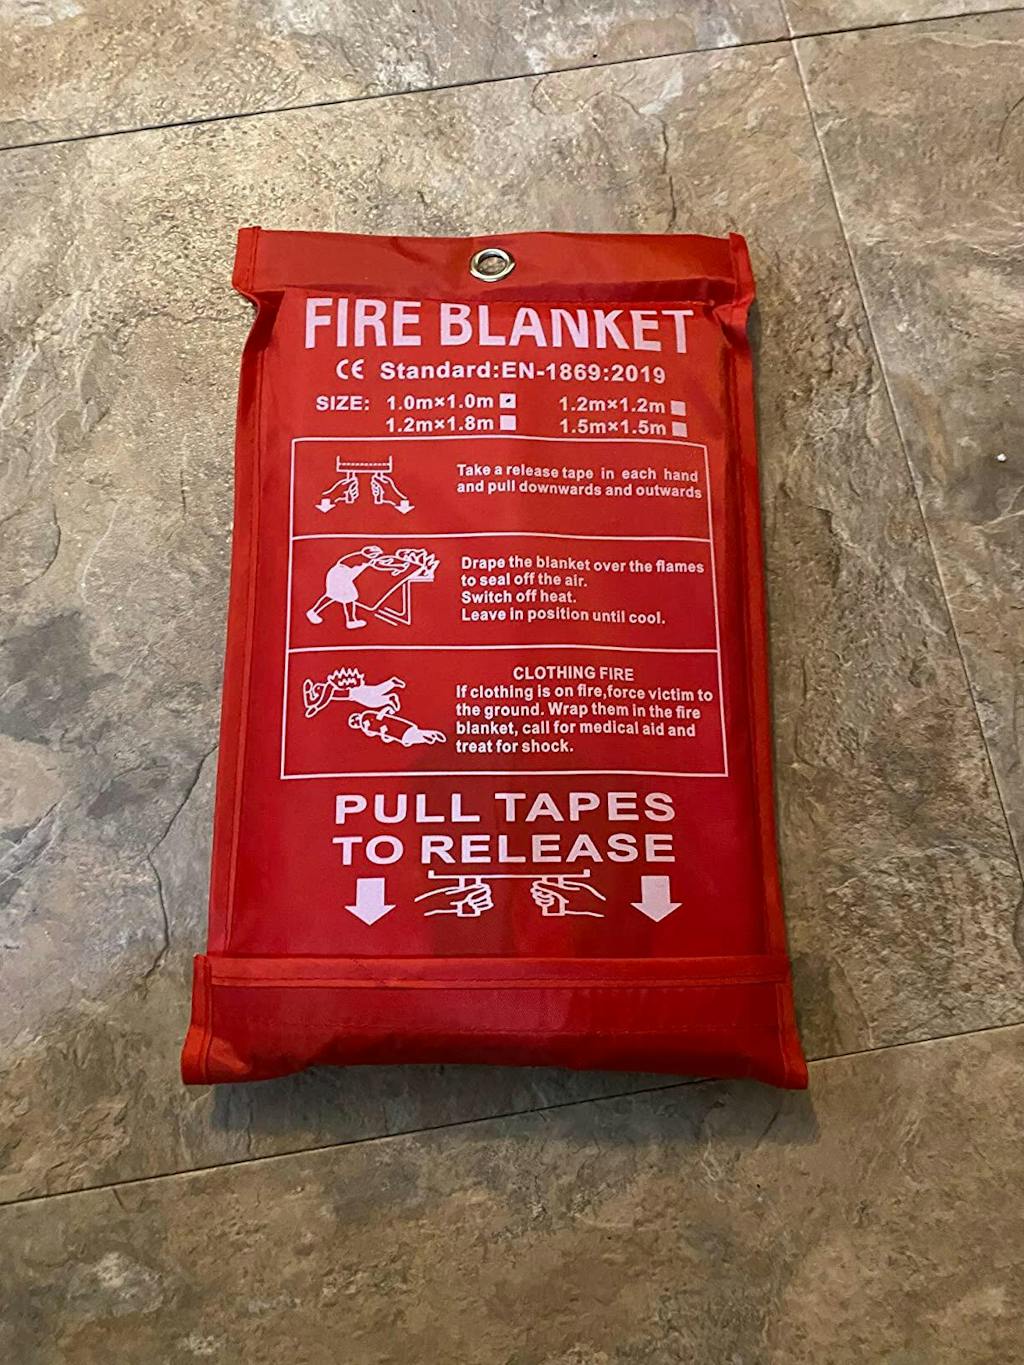 FIRE BLANKET
CE Standard:EN-1869:2019
SIZE: 1.0m×1.0m 1.2m×1.2m
1.2m×1.8m 1.5m×1.5m
Take a release tape in each hand
and pull downwards and outwards
Drape the blanket over the flames
to seal off the air.
Switch off heat.
Leave in position until cool.
CLOTHING FIRE
If clothing is on fire,force victim to
the ground. Wrap them in the fire
blanket, call for medical aid and
treat for shock.
PULL TAPES
TO RELEASE